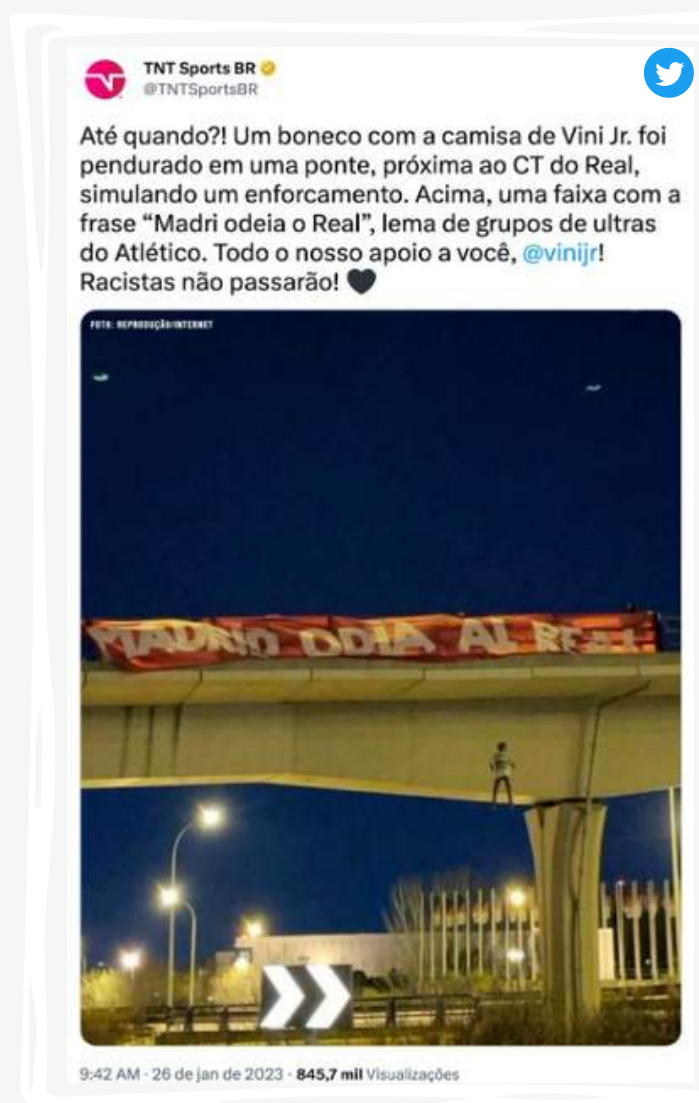 TNT Sports BR
@TNTSportsBR
Até quando?! Um boneco com a camisa de Vini Jr. foi
pendurado em uma ponte, próxima ao CT do Real,
simulando um enforcamento. Acima, uma faixa com a
frase “Madri odeia o Real”, lema de grupos de ultras
do Atlético. Todo o nosso apoio a você, @vinijr!
Racistas não passarão! 🖤
FOTO: REPRODUÇÃO/INTERNET
MADRID ODIA AL REAL
9:42 AM · 26 de jan de 2023 · 845,7 mil Visualizações